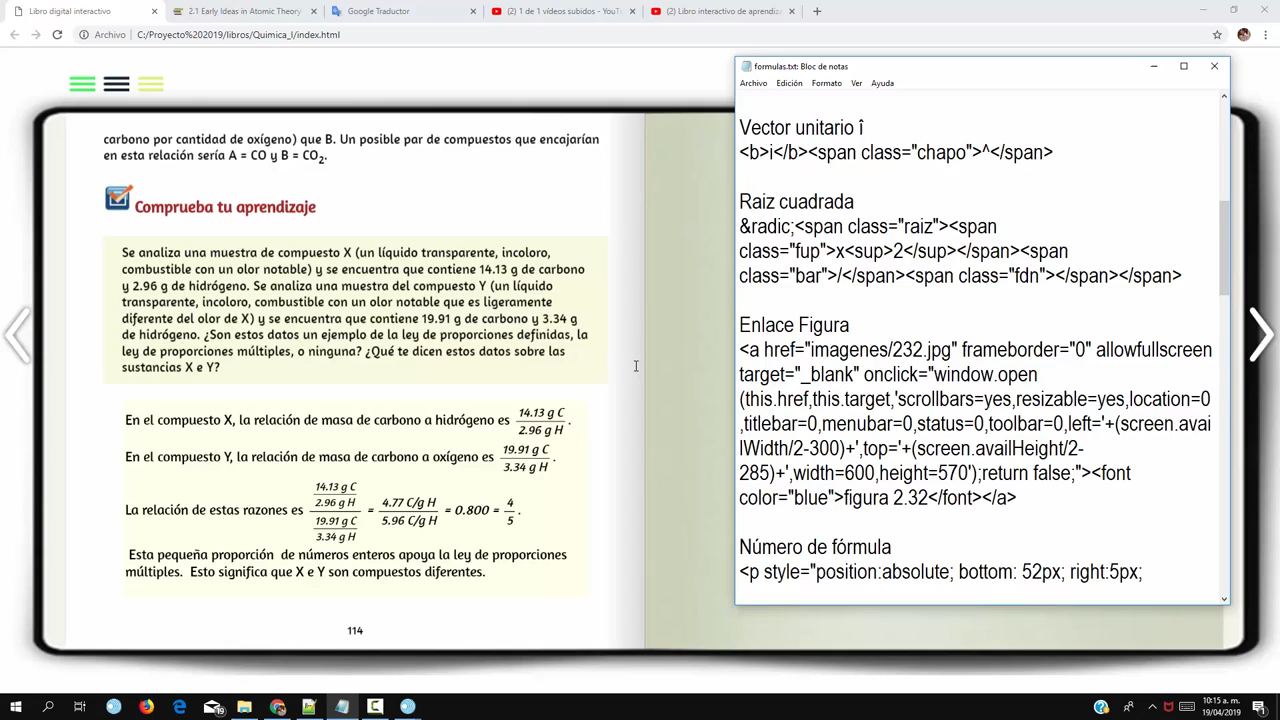 Libro digital interactivo
2.1 Early Ideas in Atomic Theory
Google Traductor
(2) 1 de 1 vídeos subidos - YouT
(2) Libro interactivo de aprendiza
Archivo
C:/Proyecto%202019/libros/Quimica_I/index.html
carbono por cantidad de oxígeno) que B. Un posible par de compuestos que encajarían
en esta relación sería A = CO y B = CO2.
Comprueba tu aprendizaje
Se analiza una muestra de compuesto X (un líquido transparente, incoloro,
combustible con un olor notable) y se encuentra que contiene 14.13 g de carbono
y 2.96 g de hidrógeno. Se analiza una muestra del compuesto Y (un líquido
transparente, incoloro, combustible con un olor notable que es ligeramente
diferente del olor de X) y se encuentra que contiene 19.91 g de carbono y 3.34 g
de hidrógeno. ¿Son estos datos un ejemplo de la ley de proporciones definidas, la
ley de proporciones múltiples, o ninguna? ¿Qué te dicen estos datos sobre las
sustancias X e Y?
En el compuesto X, la relación de masa de carbono a hidrógeno es 14.13 g C / 2.96 g H .
En el compuesto Y, la relación de masa de carbono a oxígeno es 19.91 g C / 3.34 g H .
La relación de estas razones es 14.13 g C / 2.96 g H / 19.91 g C / 3.34 g H = 4.77 C/g H / 5.96 C/g H = 0.800 = 4 / 5 .
Esta pequeña proporción de números enteros apoya la ley de proporciones
múltiples. Esto significa que X e Y son compuestos diferentes.
114
formulas.txt: Bloc de notas
Archivo Edición Formato Ver Ayuda
Vector unitario î
<b>i</b><span class="chapo">^</span>
Raiz cuadrada
&radic;<span class="raiz"><span
class="fup">x<sup>2</sup></span><span
class="bar">/</span><span class="fdn"></span></span>
Enlace Figura
<a href="imagenes/232.jpg" frameborder="0" allowfullscreen
target="_blank" onclick="window.open
(this.href,this.target,'scrollbars=yes,resizable=yes,location=0
,titlebar=0,menubar=0,status=0,toolbar=0,left='+(screen.avai
lWidth/2-300)+',top='+(screen.availHeight/2-
285)+',width=600,height=570');return false;"><font
color="blue">figura 2.32</font></a>
Número de fórmula
<p style="position:absolute; bottom: 52px; right:5px;
10:15 a. m.
19/04/2019